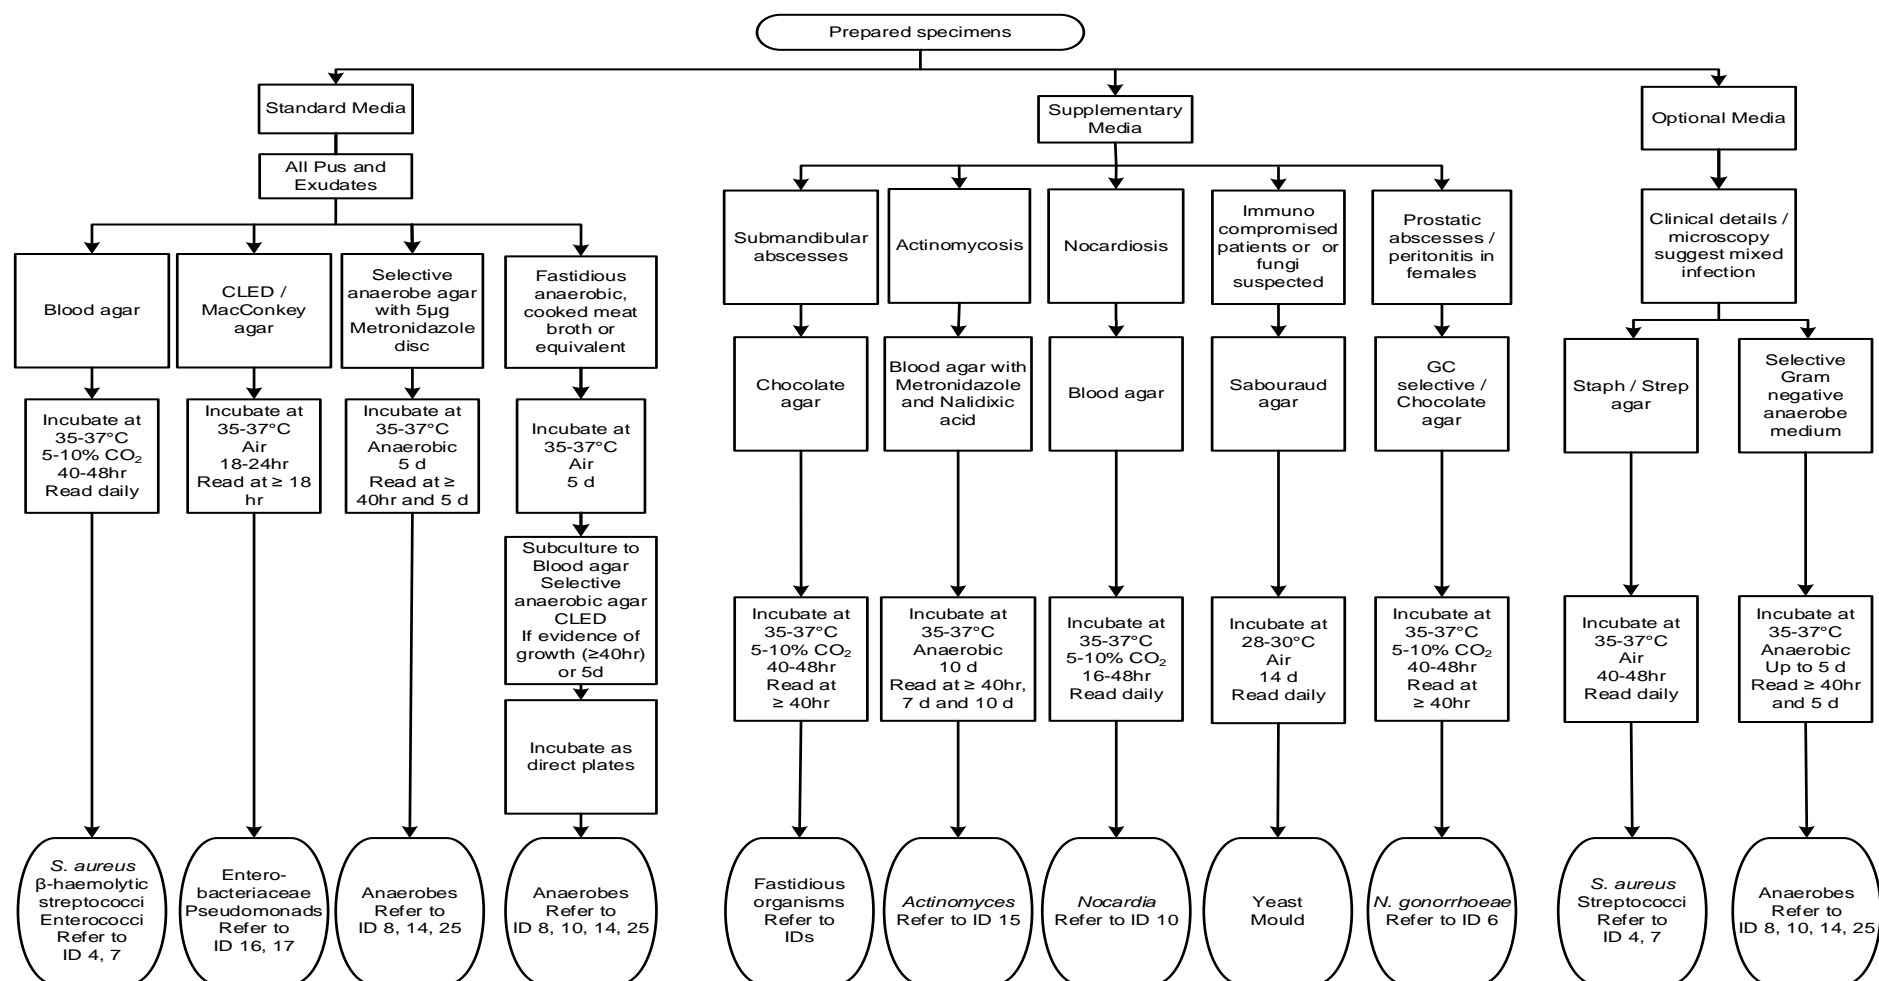 Prepared specimens
Standard Media
All Pus and
Exudates
Blood agar
Incubate at
35-37°C
5-10% CO₂
40-48hr
Read daily
S. aureus
β-haemolytic
streptococci
Enterococci
Refer to
ID 4, 7
CLED /
MacConkey
agar
Incubate at
35-37°C
Air
18-24hr
Read at ≥ 18
hr
Entero-
bacteriaceae
Pseudomonads
Refer to
ID 16, 17
Selective
anaerobe agar
with 5µg
Metronidazole
disc
Incubate at
35-37°C
Anaerobic
5 d
Read at ≥
40hr and 5 d
Anaerobes
Refer to
ID 8, 14, 25
Fastidious
anaerobic,
cooked meat
broth or
equivalent
Incubate at
35-37°C
Air
5 d
Subculture to
Blood agar
Selective
anaerobic agar
CLED
If evidence of
growth (≥40hr)
or 5d
Incubate as
direct plates
Anaerobes
Refer to
ID 8, 10, 14, 25
Supplementary
Media
Submandibular
abscesses
Chocolate
agar
Incubate at
35-37°C
5-10% CO₂
40-48hr
Read at
≥ 40hr
Fastidious
organisms
Refer to
IDs
Actinomycosis
Blood agar with
Metronidazole
and Nalidixic
acid
Incubate at
35-37°C
Anaerobic
10 d
Read at ≥ 40hr,
7 d and 10 d
Actinomyces
Refer to ID 15
Nocardiosis
Blood agar
Incubate at
35-37°C
5-10% CO₂
16-48hr
Read daily
Nocardia
Refer to ID 10
Immuno
compromised
patients or or
fungi
suspected
Sabouraud
agar
Incubate at
28-30°C
Air
14 d
Read daily
Yeast
Mould
Prostatic
abscesses /
peritonitis in
females
GC
selective /
Chocolate
agar
Incubate at
35-37°C
5-10% CO₂
40-48hr
Read at
≥ 40hr
N. gonorrhoeae
Refer to ID 6
Optional Media
Clinical details /
microscopy
suggest mixed
infection
Staph / Strep
agar
Incubate at
35-37°C
Air
40-48hr
Read daily
S. aureus
Streptococci
Refer to
ID 4, 7
Selective
Gram
negative
anaerobe
medium
Incubate at
35-37°C
Anaerobic
Up to 5 d
Read ≥ 40hr
and 5 d
Anaerobes
Refer to
ID 8, 10, 14, 25